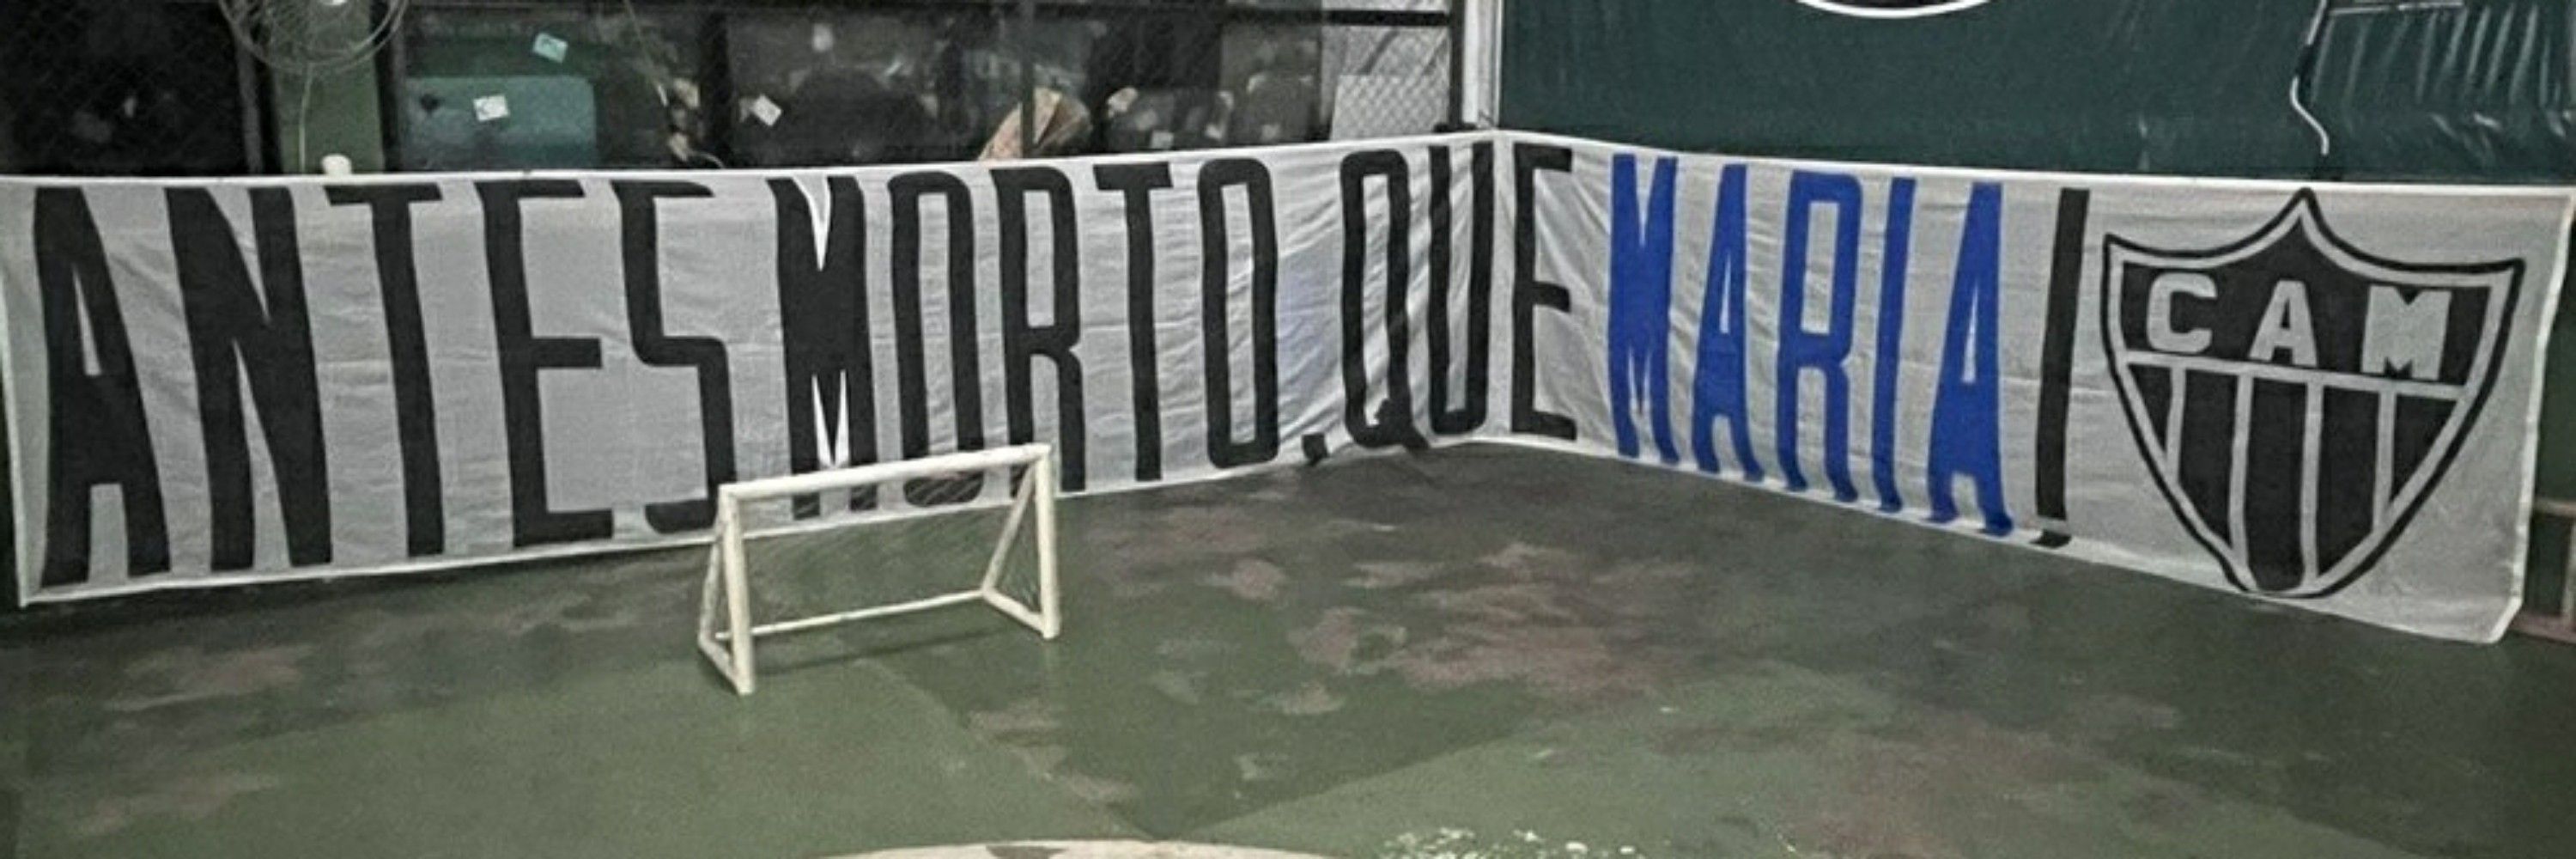 ANTES MORTO. QUE MARIA!
CAM